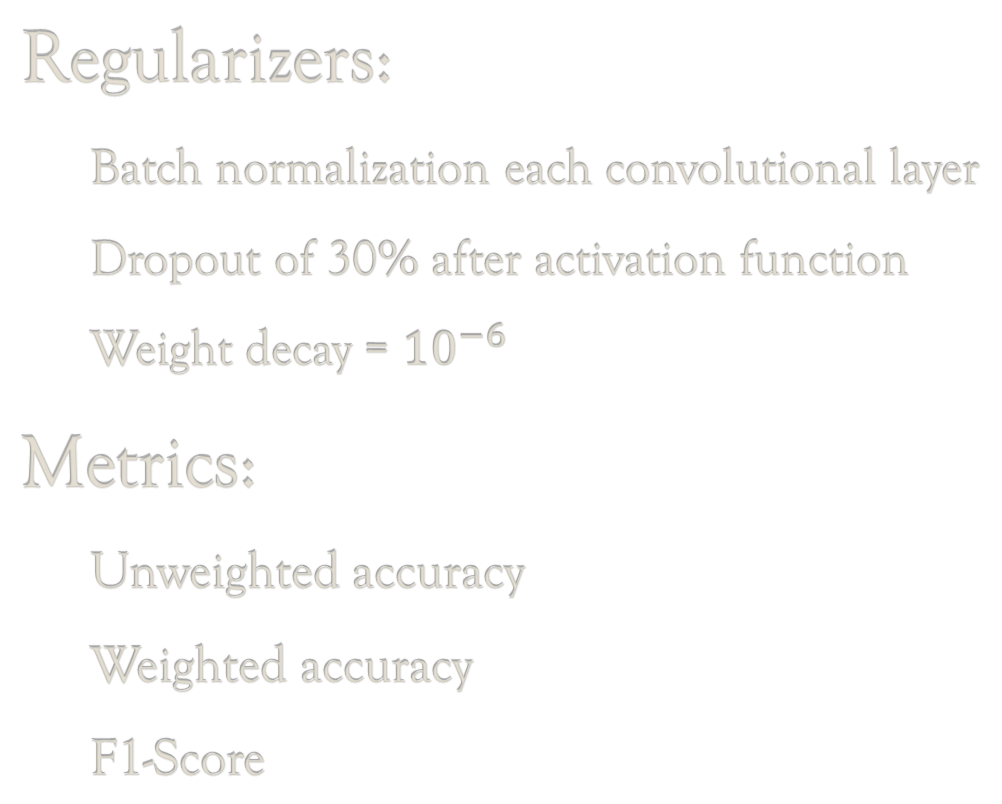 Regularizers:
Batch normalization each convolutional layer
Dropout of 30% after activation function
Weight decay = 10⁻⁶
Metrics:
Unweighted accuracy
Weighted accuracy
F1-Score